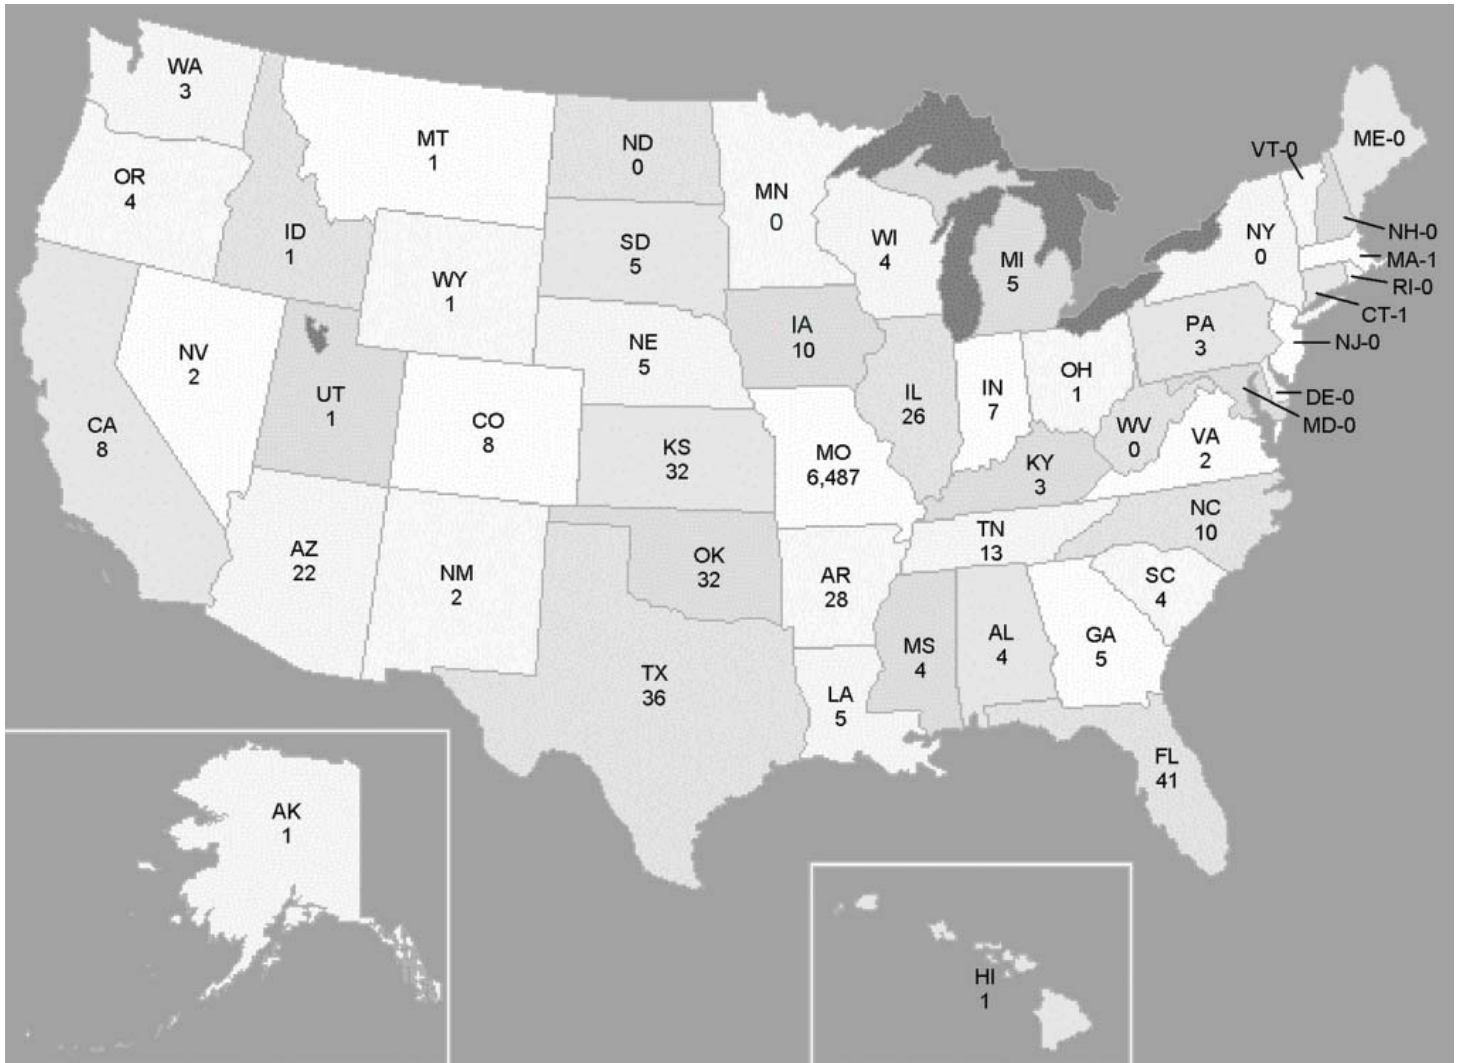 WA
3
MT
1
ND
0
MN
0
OR
4
ID
1
WY
1
SD
5
WI
4
MI
5
NY
0
VT-0
ME-0
NH-0
MA-1
RI-0
CT-1
NJ-0
DE-0
MD-0
NV
2
UT
1
CA
8
CO
8
NE
5
IA
10
KS
32
MO
6,487
IL
26
IN
7
OH
1
PA
3
WV
0
VA
2
KY
3
NC
10
TN
13
SC
4
AZ
22
NM
2
OK
32
AR
28
TX
36
LA
5
MS
4
AL
4
GA
5
FL
41
AK
1
HI
1